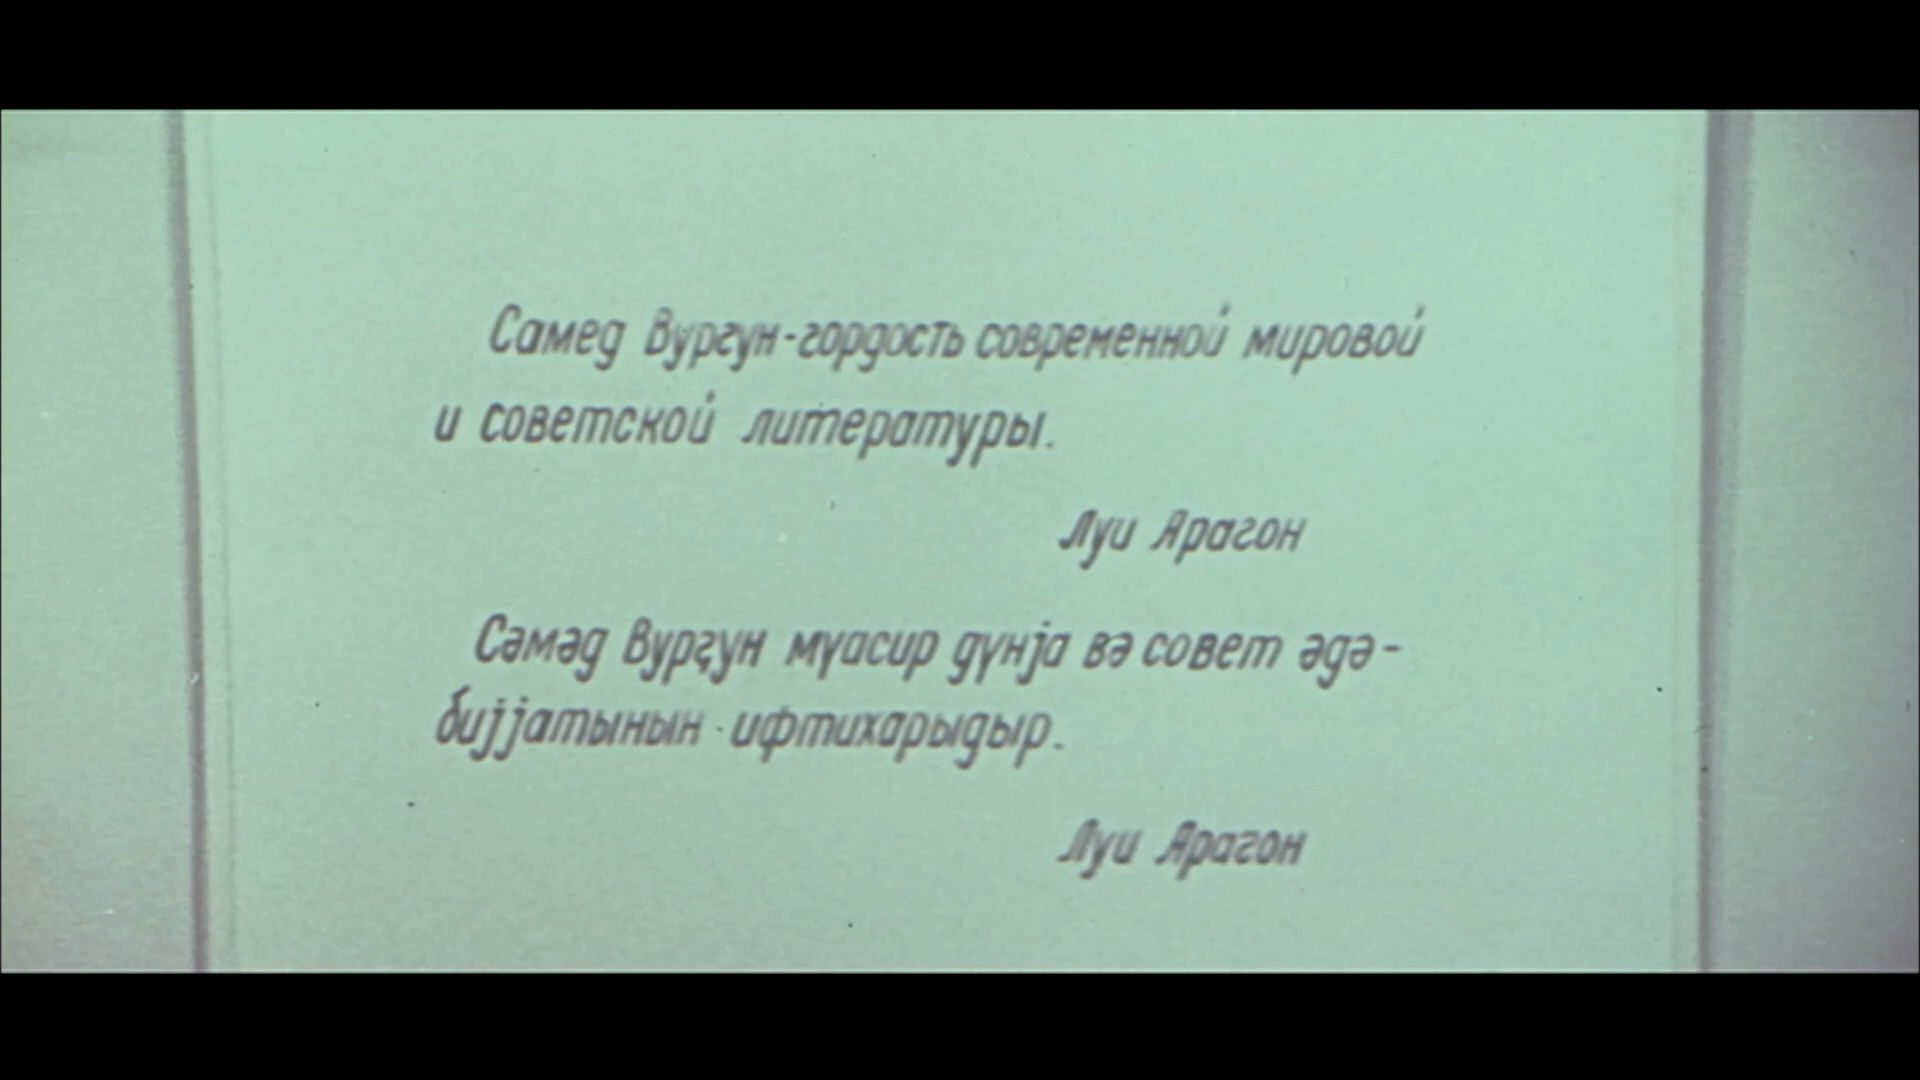 Самед Вургун-гордость современной мировой
и советской литературы.
Луи Арагон
Сәмәд Вурғун мүасир дүнја вә совет әдә-
бијјатынын ифтихарыдыр.
Луи Арагон